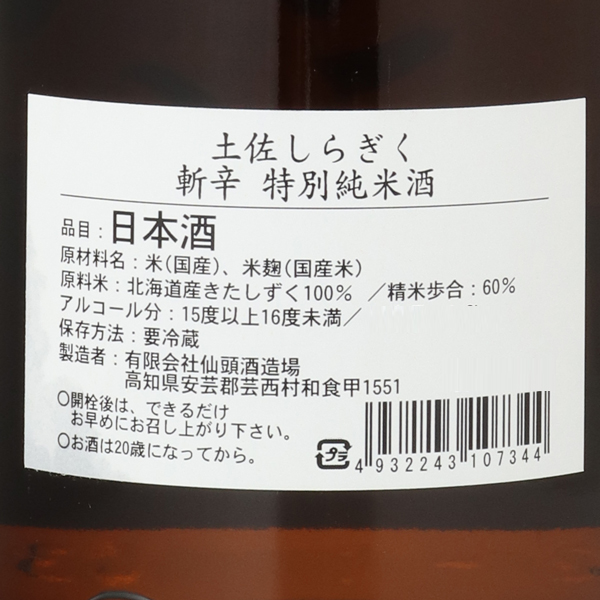 土佐しらぎく
斬辛 特別純米酒
品目：日本酒
原材料名：米(国産)、米麹(国産米)
原料米：北海道産きたしずく100％ ／精米歩合：60％
アルコール分：15度以上16度未満／
保存方法：要冷蔵
製造者：有限会社仙頭酒造場
高知県安芸郡芸西村和食甲1551
○開栓後は、できるだけ
お早めにお召し上がり下さい。
○お酒は20歳になってから。
プラ
4 932243 107344